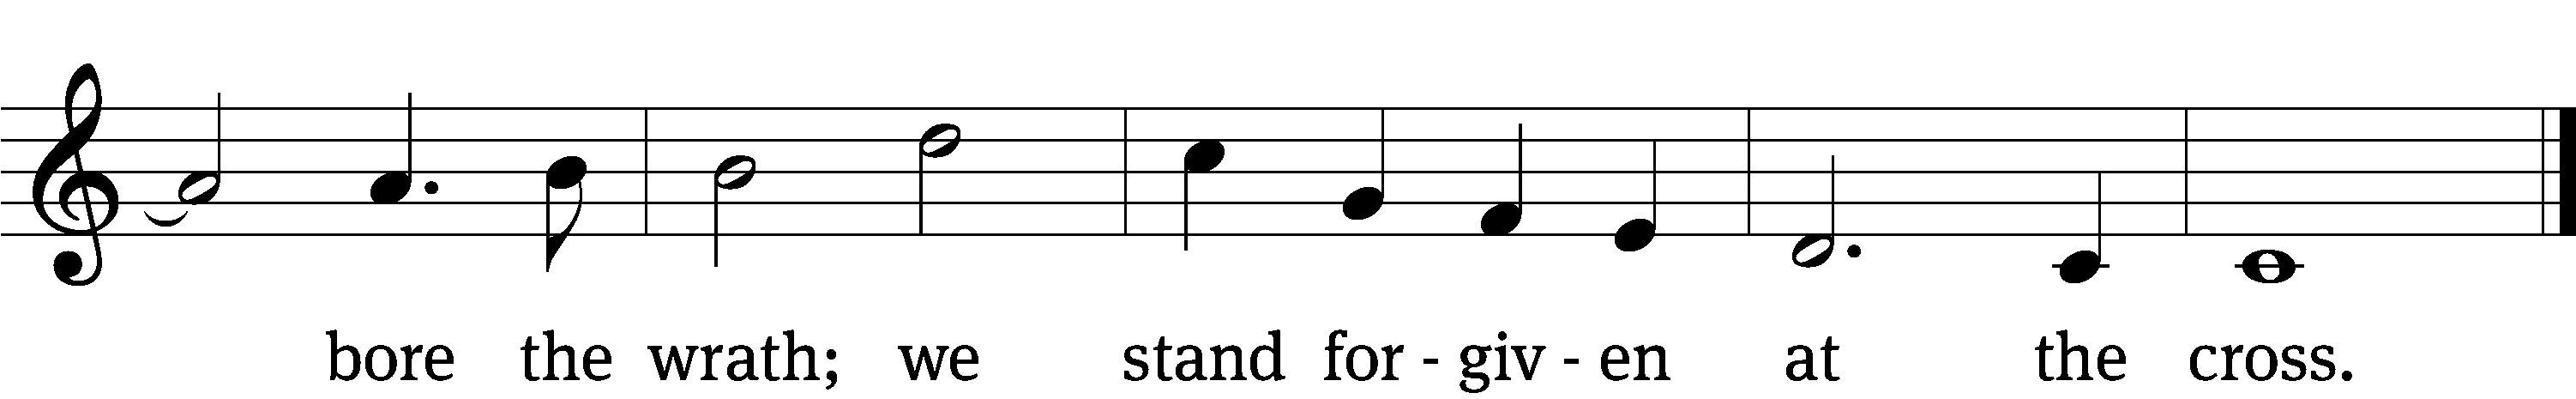 bore the wrath; we stand for - giv - en at the cross.